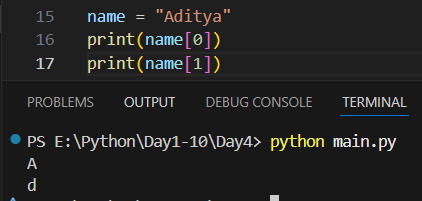 15 name = "Aditya"
16 print(name[0])
17 print(name[1])
PROBLEMS OUTPUT DEBUG CONSOLE TERMINAL
PS E:\Python\Day1-10\Day4> python main.py
A
d